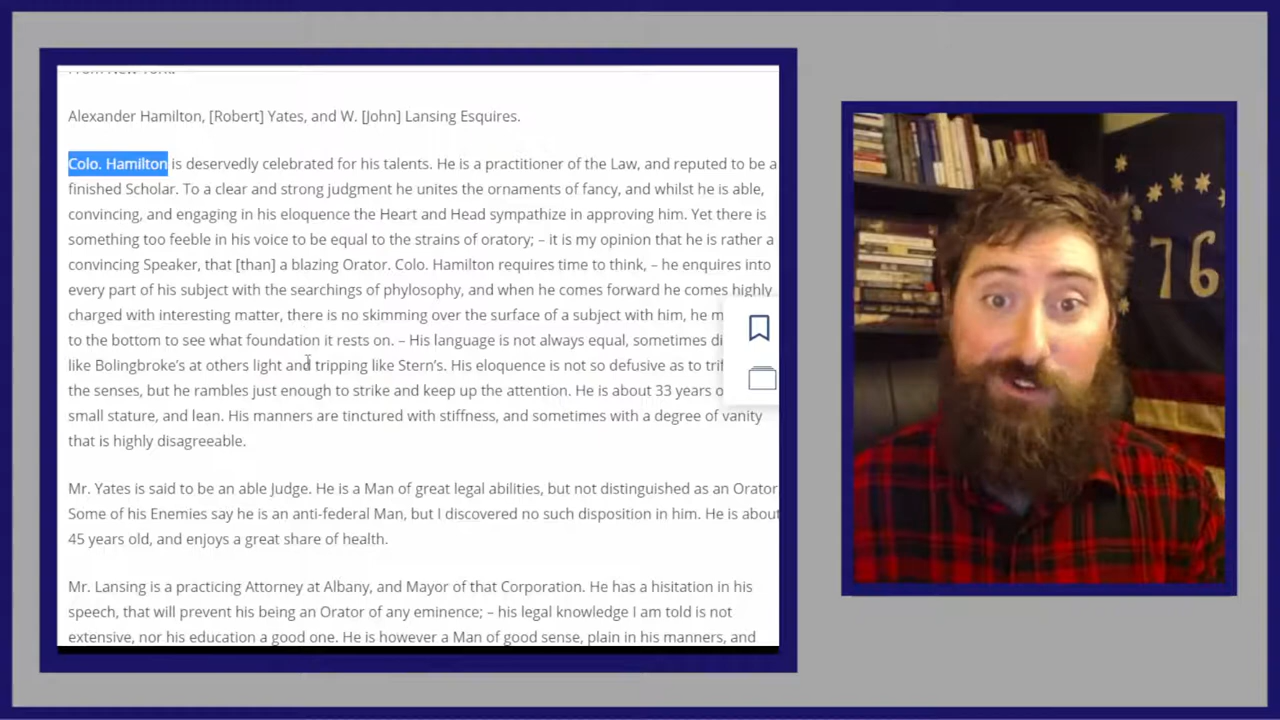 From New York.
Alexander Hamilton, [Robert] Yates, and W. [John] Lansing Esquires.
Colo. Hamilton is deservedly celebrated for his talents. He is a practitioner of the Law, and reputed to be a
finished Scholar. To a clear and strong judgment he unites the ornaments of fancy, and whilst he is able,
convincing, and engaging in his eloquence the Heart and Head sympathize in approving him. Yet there is
something too feeble in his voice to be equal to the strains of oratory; – it is my opinion that he is rather a
convincing Speaker, that [than] a blazing Orator. Colo. Hamilton requires time to think, – he enquires into
every part of his subject with the searchings of phylosophy, and when he comes forward he comes highly
charged with interesting matter, there is no skimming over the surface of a subject with him, he m
to the bottom to see what foundation it rests on. – His language is not always equal, sometimes di
like Bolingbroke's at others light and tripping like Stern's. His eloquence is not so defusive as to trif
the senses, but he rambles just enough to strike and keep up the attention. He is about 33 years o
small stature, and lean. His manners are tinctured with stiffness, and sometimes with a degree of vanity
that is highly disagreeable.
Mr. Yates is said to be an able Judge. He is a Man of great legal abilities, but not distinguished as an Orator
Some of his Enemies say he is an anti-federal Man, but I discovered no such disposition in him. He is about
45 years old, and enjoys a great share of health.
Mr. Lansing is a practicing Attorney at Albany, and Mayor of that Corporation. He has a hisitation in his
speech, that will prevent his being an Orator of any eminence; – his legal knowledge I am told is not
extensive, nor his education a good one. He is however a Man of good sense, plain in his manners, and
76